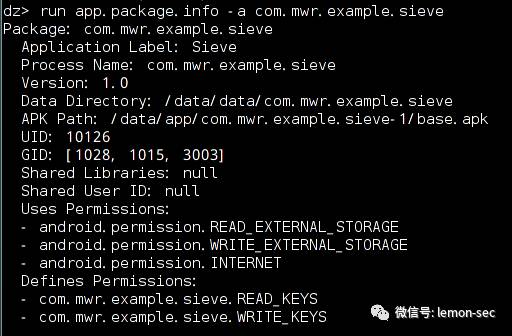 dz> run app.package.info -a com.mwr.example.sieve
Package: com.mwr.example.sieve
Application Label: Sieve
Process Name: com.mwr.example.sieve
Version: 1.0
Data Directory: /data/data/com.mwr.example.sieve
APK Path: /data/app/com.mwr.example.sieve-1/base.apk
UID: 10126
GID: [1028, 1015, 3003]
Shared Libraries: null
Shared User ID: null
Uses Permissions:
- android.permission.READ_EXTERNAL_STORAGE
- android.permission.WRITE_EXTERNAL_STORAGE
- android.permission.INTERNET
Defines Permissions:
- com.mwr.example.sieve.READ_KEYS
- com.mwr.example.sieve.WRITE_KEYS
微信号: lemon-sec